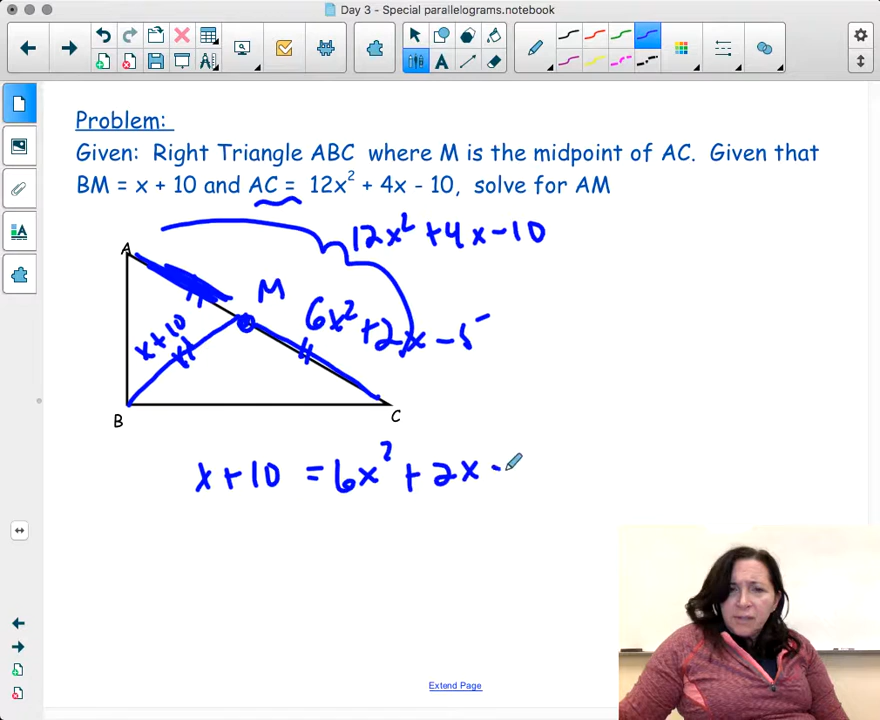 Day 3 - Special parallelograms.notebook
Problem:
Given: Right Triangle ABC where M is the midpoint of AC. Given that
BM = x + 10 and AC = 12x² + 4x - 10, solve for AM
12x² + 4x - 10
A
M
x + 10
6x² + 2x - 5
B
C
x + 10 = 6x² + 2x -
Extend Page